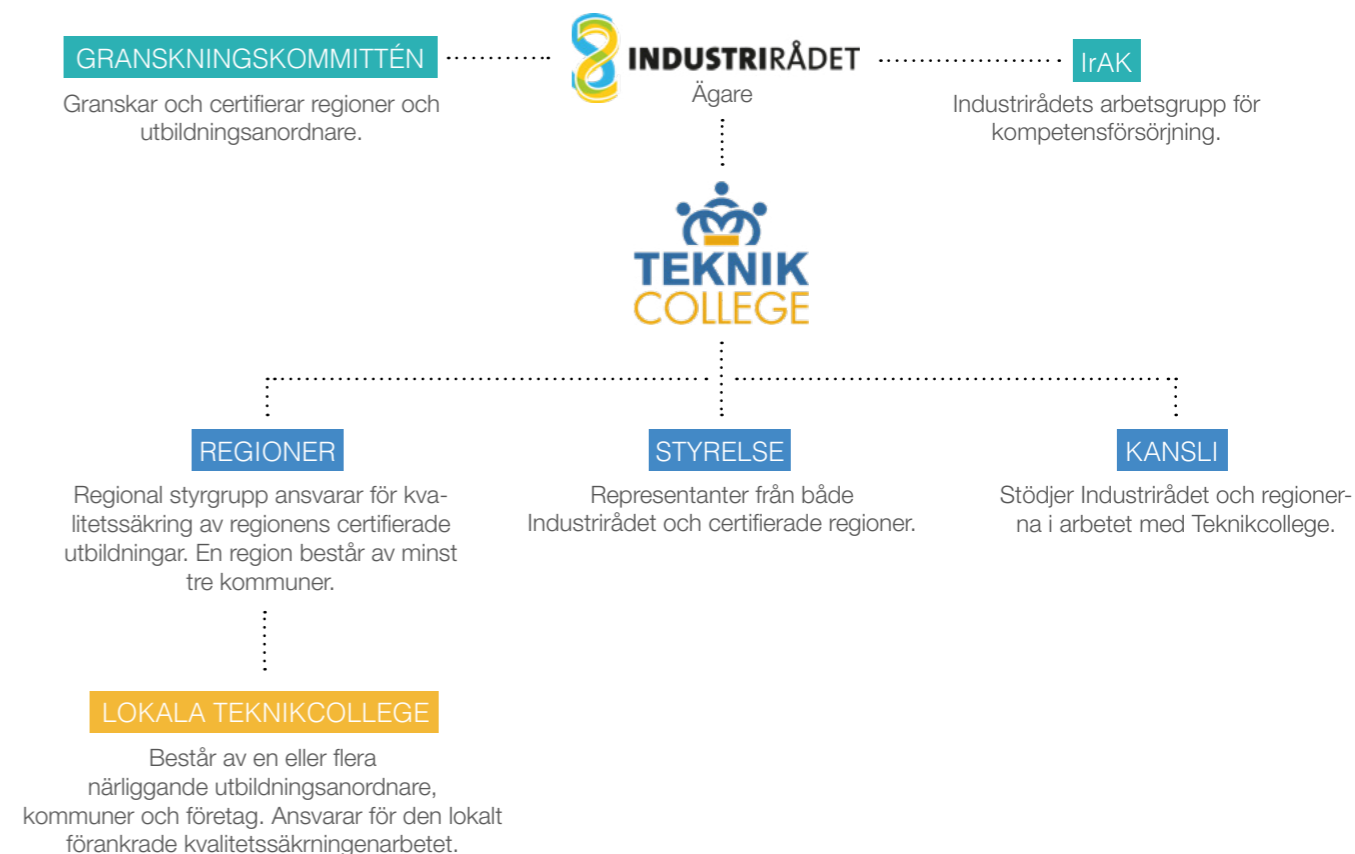 GRANSKNINGSKOMMITTÉN
Granskar och certifierar regioner och
utbildningsanordnare.
INDUSTRIRÅDET
Ägare
IrAK
Industrirådets arbetsgrupp för
kompetensförsörjning.
TEKNIK
COLLEGE
REGIONER
Regional styrgrupp ansvarar för kva-
litetssäkring av regionens certifierade
utbildningar. En region består av minst
tre kommuner.
STYRELSE
Representanter från både
Industrirådet och certifierade regioner.
KANSLI
Stödjer Industrirådet och regioner-
na i arbetet med Teknikcollege.
LOKALA TEKNIKCOLLEGE
Består av en eller flera
närliggande utbildningsanordnare,
kommuner och företag. Ansvarar för den lokalt
förankrade kvalitetssäkrningenarbetet.